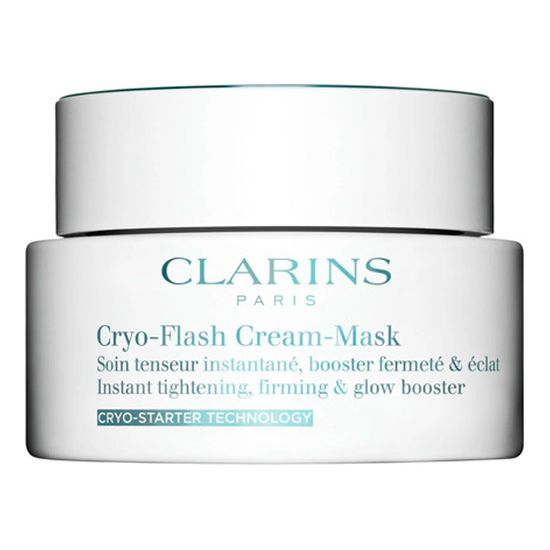 CLARINS
PARIS
Cryo-Flash Cream-Mask
Soin tenseur instantané, booster fermeté & éclat
Instant tightening, firming & glow booster
CRYO-STARTER TECHNOLOGY